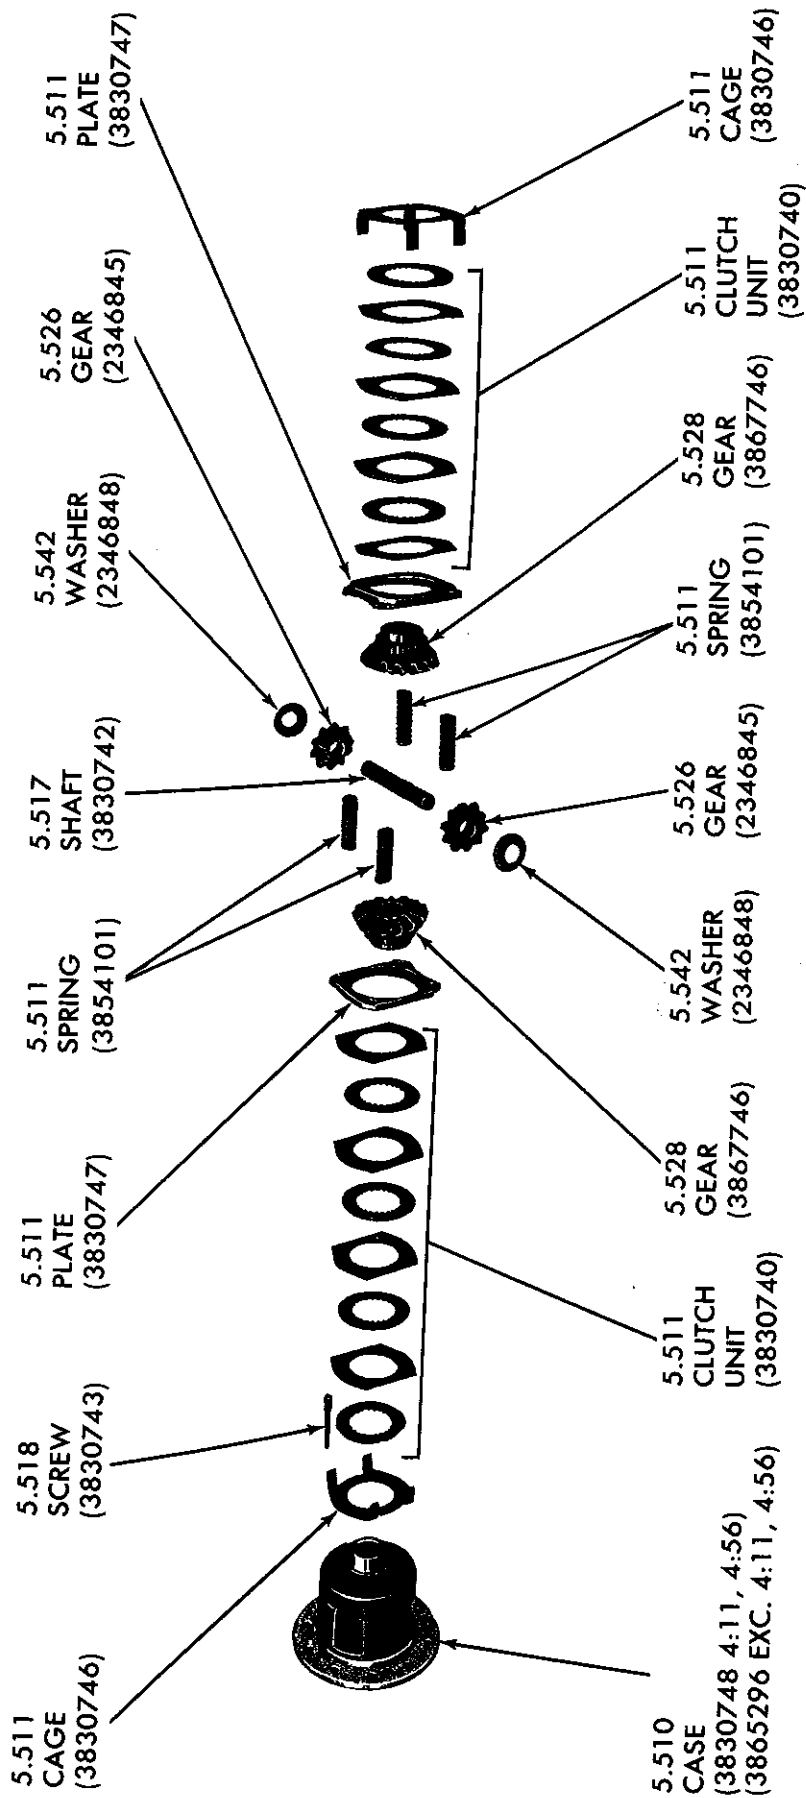 5.511
CAGE
(3830746)
5.518
SCREW
(3830743)
5.511
PLATE
(3830747)
5.511
SPRING
(3854101)
5.517
SHAFT
(3830742)
5.542
WASHER
(2346848)
5.526
GEAR
(2346845)
5.511
PLATE
(3830747)
5.510
CASE
(3830748 4:11, 4:56)
(3865296 EXC. 4:11, 4:56)
5.511
CLUTCH
UNIT
(3830740)
5.528
GEAR
(3867746)
5.542
WASHER
(2346848)
5.526
GEAR
(2346845)
5.511
SPRING
(3854101)
5.528
GEAR
(3867746)
5.511
CLUTCH
UNIT
(3830740)
5.511
CAGE
(3830746)